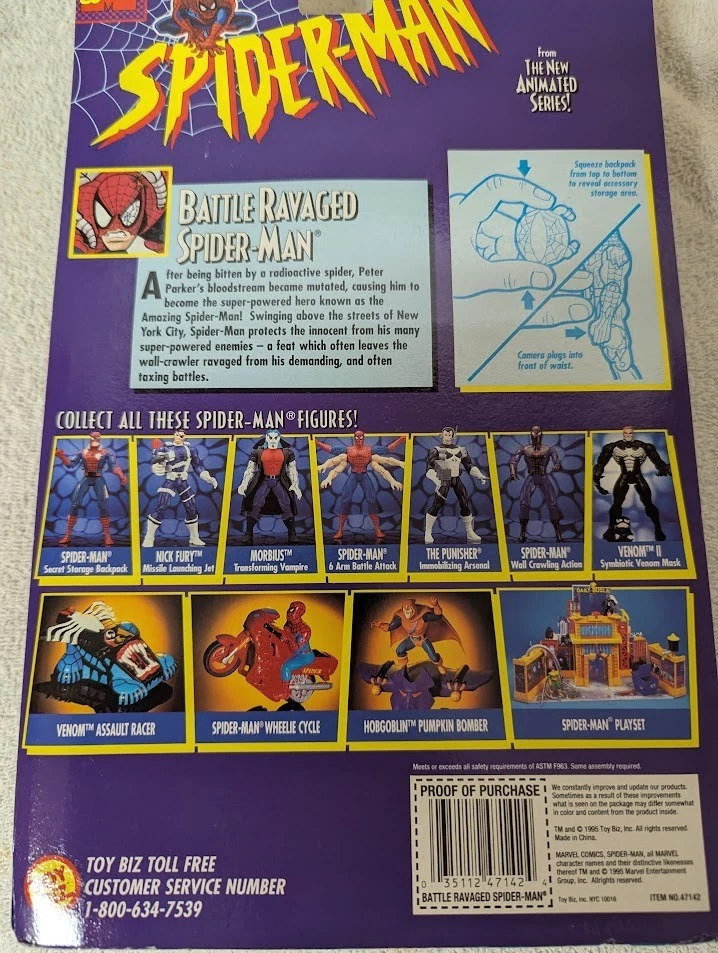 SPIDER-MAN
from
THE NEW
ANIMATED
SERIES!
Squeeze backpack
from top to bottom
to reveal accessory
storage area.
BATTLE RAVAGED
SPIDER-MAN®
After being bitten by a radioactive spider, Peter
Parker's bloodstream became mutated, causing him to
become the super-powered hero known as the
Amazing Spider-Man! Swinging above the streets of New
York City, Spider-Man protects the innocent from his many
super-powered enemies – a feat which often leaves the
wall-crawler ravaged from his demanding, and often
taxing battles.
Camera plugs into
front of waist.
COLLECT ALL THESE SPIDER-MAN® FIGURES!
SPIDER-MAN®
Secret Storage Backpack
NICK FURY™
Missile Launching Jet
MORBIUS™
Transforming Vampire
SPIDER-MAN®
6 Arm Battle Attack
THE PUNISHER®
Immobilizing Arsenal
SPIDER-MAN®
Wall Crawling Action
VENOM™ II
Symbiotic Venom Mask
DAILY BUGLE
SPIDER
VENOM™ ASSAULT RACER
SPIDER-MAN® WHEELIE CYCLE
HOBGOBLIN™ PUMPKIN BOMBER
SPIDER-MAN® PLAYSET
Meets or exceeds all safety requirements of ASTM F963. Some assembly required.
PROOF OF PURCHASE
0 35112 47142 4
BATTLE RAVAGED SPIDER-MAN®
We constantly improve and update our products.
Sometimes as a result of these improvements
what is seen on the package may differ somewhat
in color and content from the product inside.
TM and © 1995 Toy Biz, Inc. All rights reserved.
Made in China.
MARVEL COMICS, SPIDER-MAN, all MARVEL
character names and their distinctive likenesses
thereof TM and © 1995 Marvel Entertainment
Group, Inc. Allrights reserved.
Toy Biz, Inc. NYC 10016
ITEM NO.47142
TOY BIZ TOLL FREE
CUSTOMER SERVICE NUMBER
1-800-634-7539